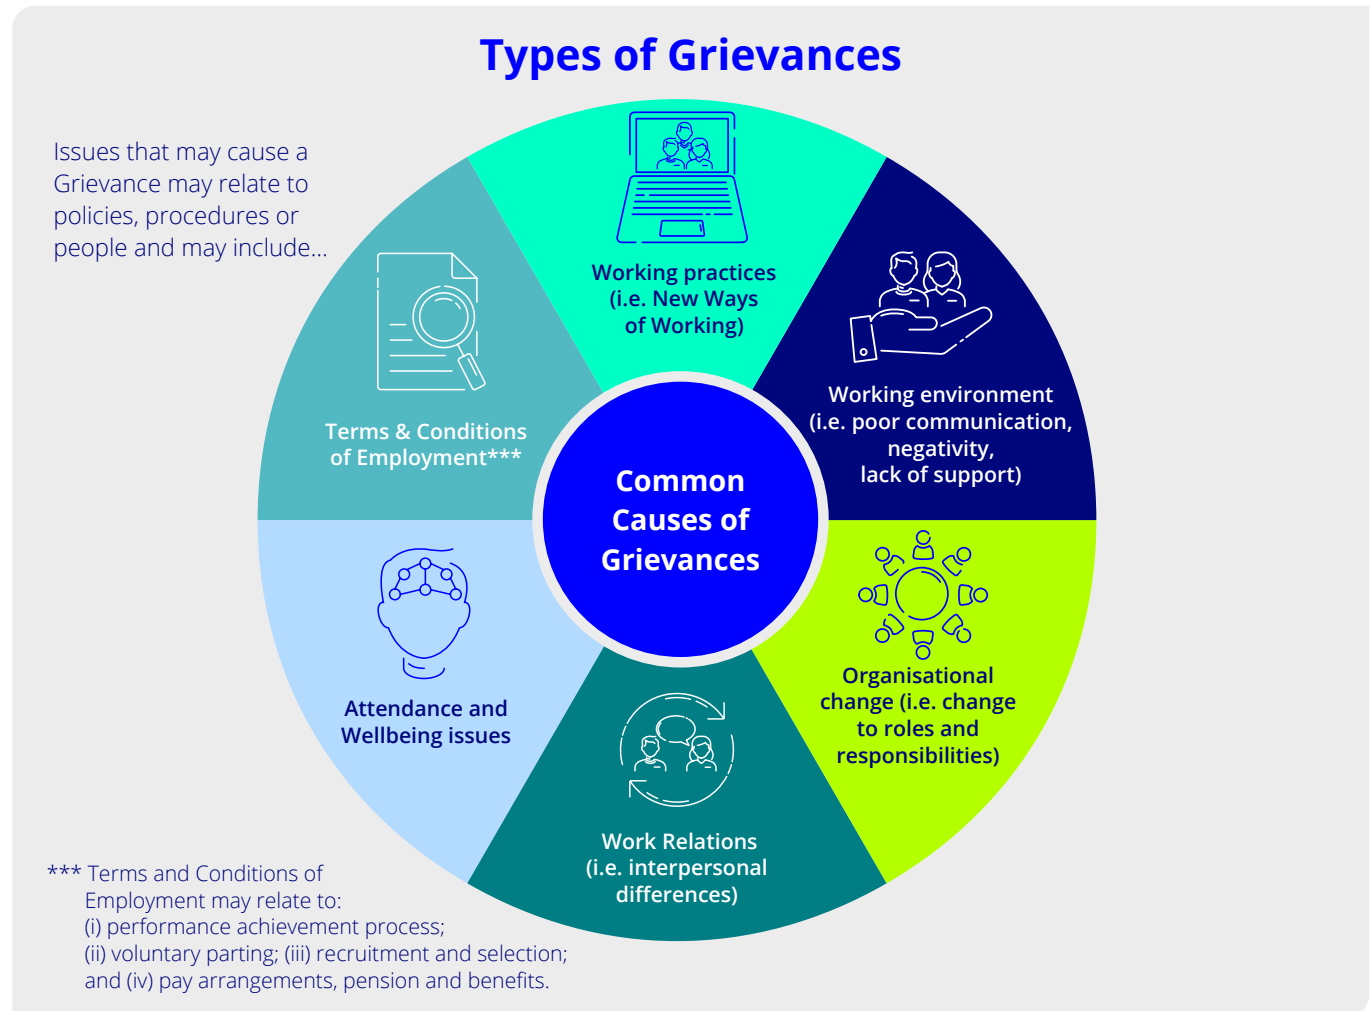 Types of Grievances
Issues that may cause a
Grievance may relate to
policies, procedures or
people and may include...
Working practices
(i.e. New Ways
of Working)
Working environment
(i.e. poor communication,
negativity,
lack of support)
Terms & Conditions
of Employment***
Common
Causes of
Grievances
Organisational
change (i.e. change
to roles and
responsibilities)
Attendance and
Wellbeing issues
Work Relations
(i.e. interpersonal
differences)
*** Terms and Conditions of
Employment may relate to:
(i) performance achievement process;
(ii) voluntary parting; (iii) recruitment and selection;
and (iv) pay arrangements, pension and benefits.